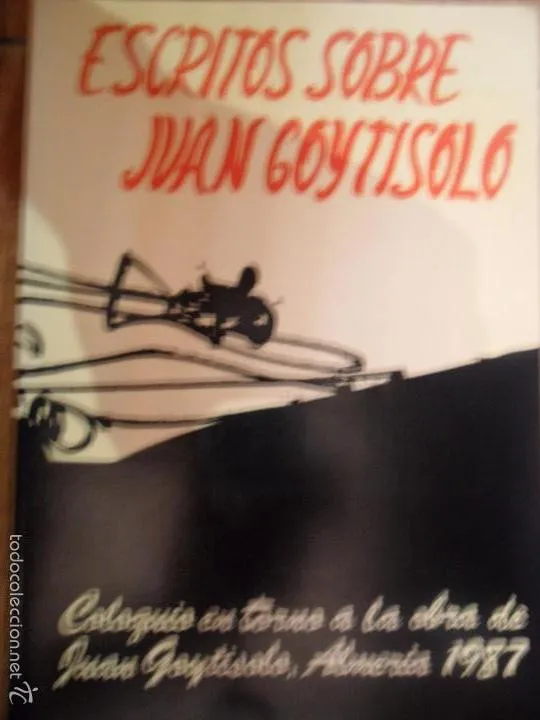 ESCRITOS SOBRE
JUAN GOYTISOLO
Coloquio en torno a la obra de
Juan Goytisolo, Almería 1987
todocoleccion.net